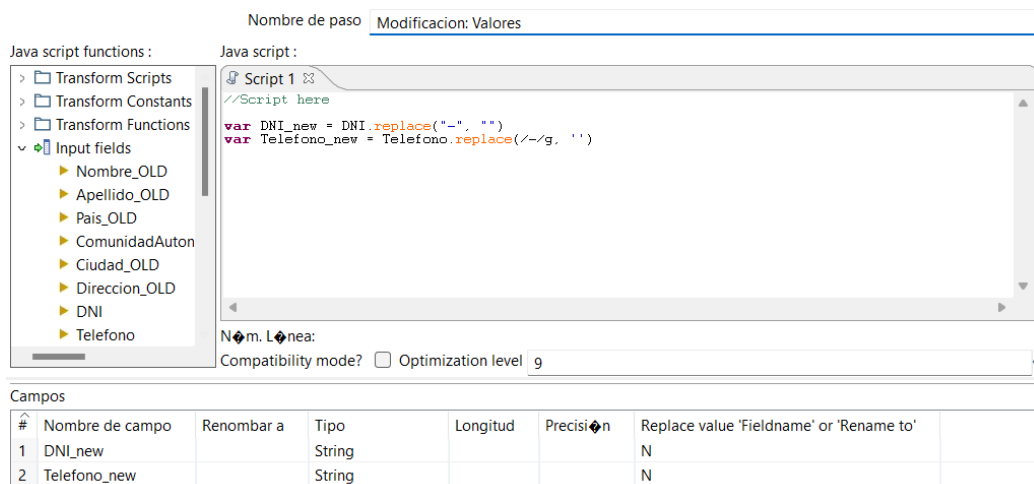 Nombre de paso Modificacion: Valores
Java script functions : Java script :
Transform Scripts
Transform Constants
Transform Functions
Input fields
Nombre_OLD
Apellido_OLD
Pais_OLD
ComunidadAuton
Ciudad_OLD
Direccion_OLD
DNI
Telefono
Script 1
//Script here
var DNI_new = DNI.replace("-", "")
var Telefono_new = Telefono.replace(/-/g, '')
N�m. L�nea:
Compatibility mode? Optimization level 9
Campos
# Nombre de campo Renombar a Tipo Longitud Precisi�n Replace value 'Fieldname' or 'Rename to'
1 DNI_new String N
2 Telefono_new String N